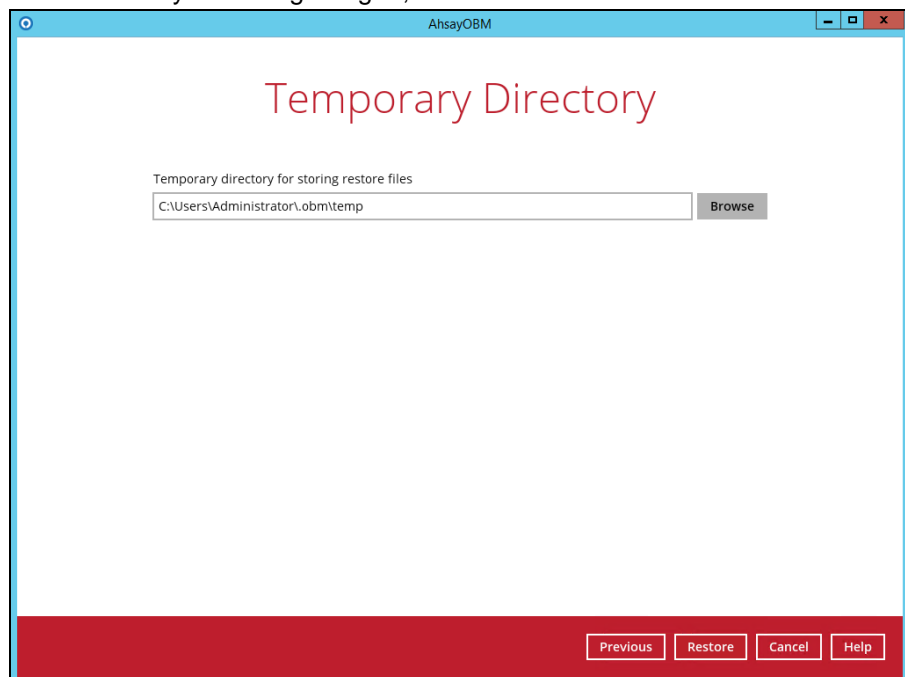 AhsayOBM
Temporary Directory
Temporary directory for storing restore files
C:\Users\Administrator\.obm\temp
Browse
Previous Restore Cancel Help